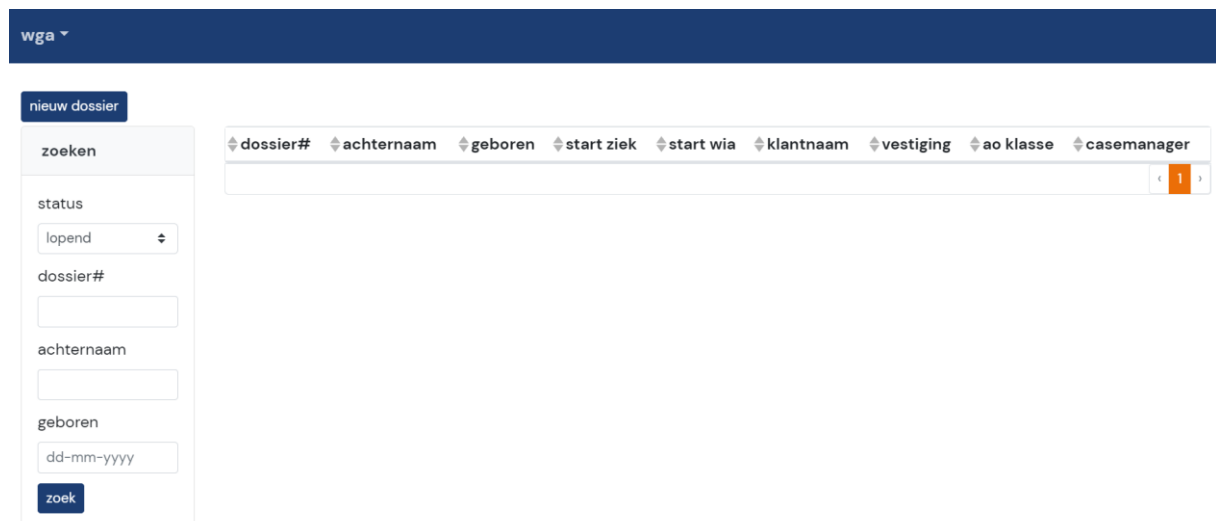 wga
nieuw dossier
zoeken
status
lopend
dossier#
achternaam
geboren
dd-mm-yyyy
zoek
dossier# achternaam geboren start ziek start wia klantnaam vestiging ao klasse casemanager
‹ 1 ›